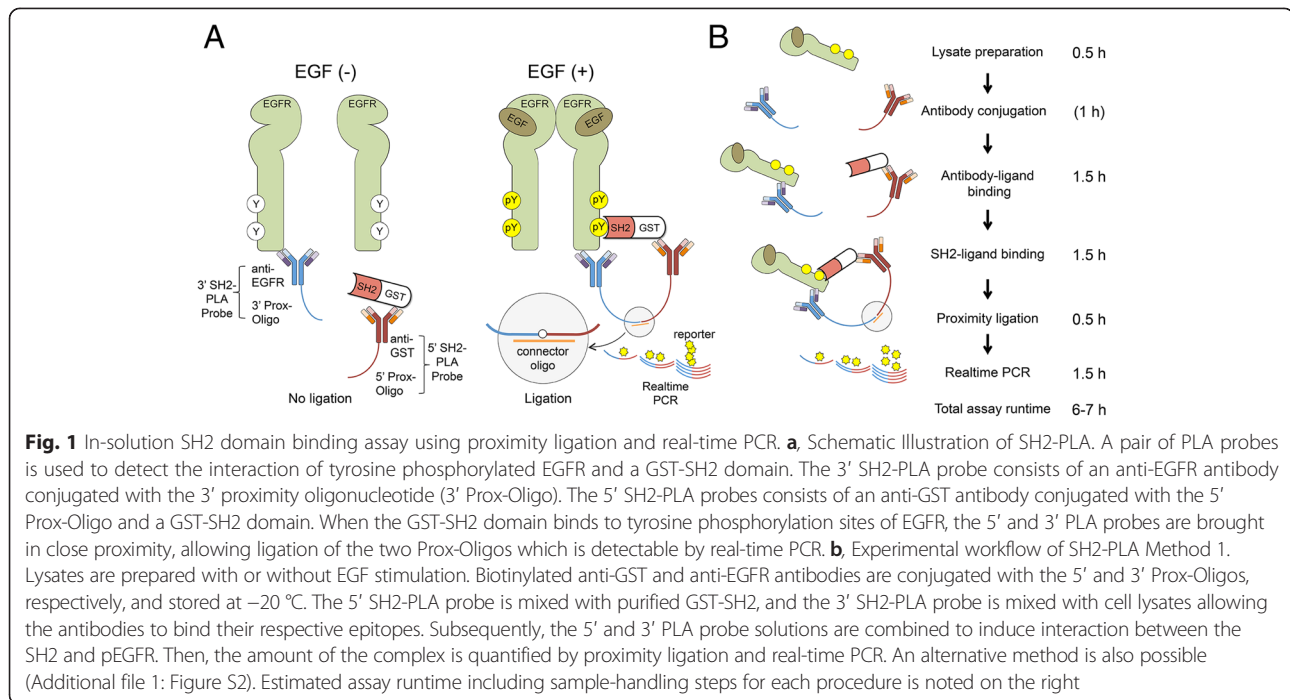 A
EGF (-)
EGFR
EGFR
Y
Y
Y
Y
3' SH2-
PLA
Probe
anti-
EGFR
3' Prox-
Oligo
SH2
GST
anti-
GST
5' Prox-
Oligo
5' SH2-
PLA
Probe
No ligation
EGF (+)
EGFR
EGFR
EGF
EGF
pY
pY
pY
pY
SH2
GST
connector
oligo
Ligation
reporter
Realtime
PCR
B
Lysate preparation 0.5 h
Antibody conjugation (1 h)
Antibody-ligand
binding 1.5 h
SH2-ligand binding 1.5 h
Proximity ligation 0.5 h
Realtime PCR 1.5 h
Total assay runtime 6-7 h
Fig. 1 In-solution SH2 domain binding assay using proximity ligation and real-time PCR. a, Schematic Illustration of SH2-PLA. A pair of PLA probes
is used to detect the interaction of tyrosine phosphorylated EGFR and a GST-SH2 domain. The 3′ SH2-PLA probe consists of an anti-EGFR antibody
conjugated with the 3′ proximity oligonucleotide (3′ Prox-Oligo). The 5′ SH2-PLA probes consists of an anti-GST antibody conjugated with the 5′
Prox-Oligo and a GST-SH2 domain. When the GST-SH2 domain binds to tyrosine phosphorylation sites of EGFR, the 5′ and 3′ PLA probes are brought
in close proximity, allowing ligation of the two Prox-Oligos which is detectable by real-time PCR. b, Experimental workflow of SH2-PLA Method 1.
Lysates are prepared with or without EGF stimulation. Biotinylated anti-GST and anti-EGFR antibodies are conjugated with the 5′ and 3′ Prox-Oligos,
respectively, and stored at −20 °C. The 5′ SH2-PLA probe is mixed with purified GST-SH2, and the 3′ SH2-PLA probe is mixed with cell lysates allowing
the antibodies to bind their respective epitopes. Subsequently, the 5′ and 3′ PLA probe solutions are combined to induce interaction between the
SH2 and pEGFR. Then, the amount of the complex is quantified by proximity ligation and real-time PCR. An alternative method is also possible
(Additional file 1: Figure S2). Estimated assay runtime including sample-handling steps for each procedure is noted on the right